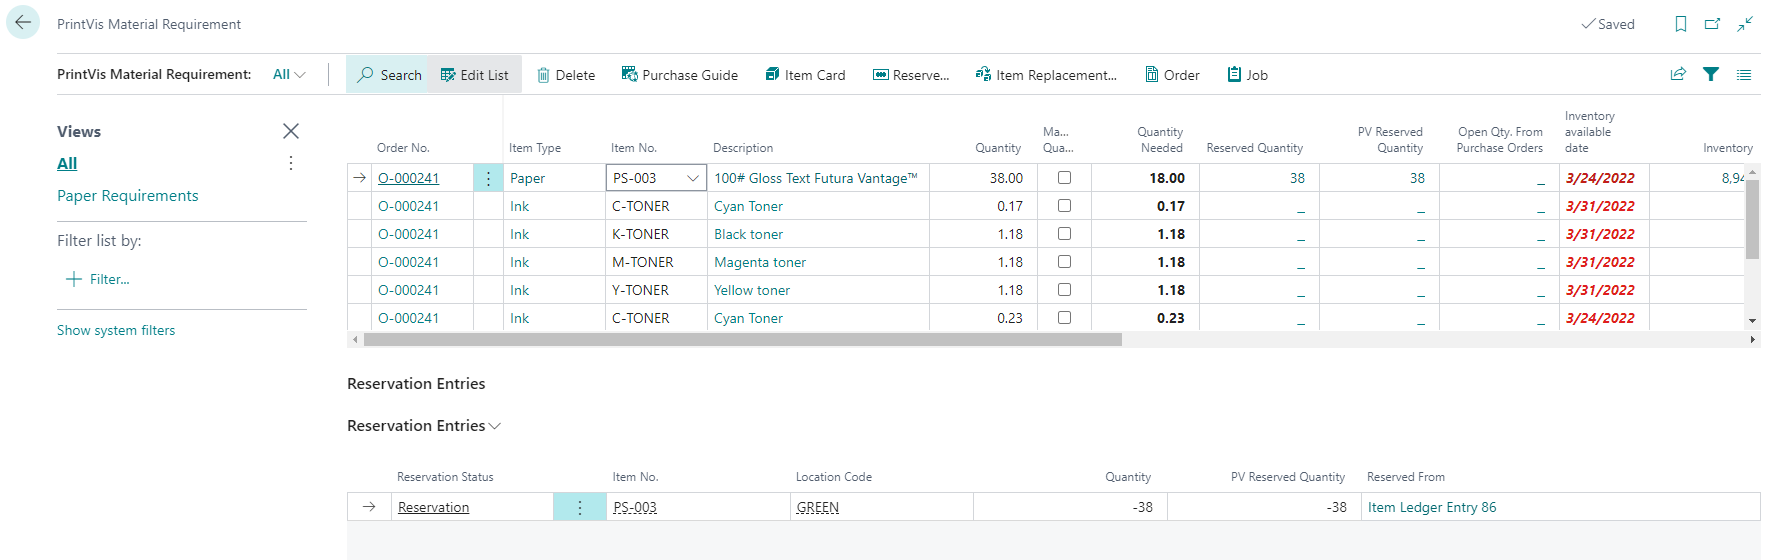 PrintVis Material Requirement
Saved
PrintVis Material Requirement: All Search Edit List Delete Purchase Guide Item Card Reserve... Item Replacement... Order Job
Views
All
Paper Requirements
Filter list by:
Filter...
Show system filters
Order No. Item Type Item No. Description Quantity Ma... Qua... Quantity Needed Reserved Quantity PV Reserved Quantity Open Qty. From Purchase Orders Inventory available date Inventory
O-000241 Paper PS-003 100# Gloss Text Futura Vantage™ 38.00 18.00 38 38 _ 3/24/2022 8,94
O-000241 Ink C-TONER Cyan Toner 0.17 0.17 _ _ _ 3/31/2022
O-000241 Ink K-TONER Black toner 1.18 1.18 _ _ _ 3/31/2022
O-000241 Ink M-TONER Magenta toner 1.18 1.18 _ _ _ 3/31/2022
O-000241 Ink Y-TONER Yellow toner 1.18 1.18 _ _ _ 3/31/2022
O-000241 Ink C-TONER Cyan Toner 0.23 0.23 _ _ _ 3/24/2022
Reservation Entries
Reservation Entries
Reservation Status Item No. Location Code Quantity PV Reserved Quantity Reserved From
Reservation PS-003 GREEN -38 -38 Item Ledger Entry 86